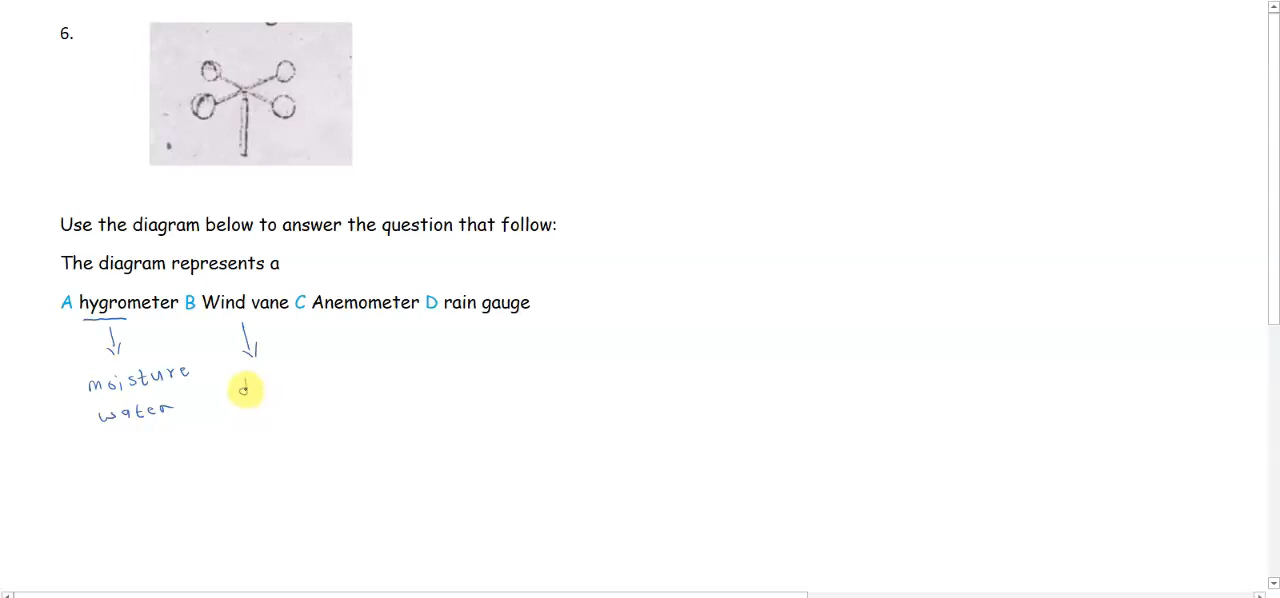 6.
Use the diagram below to answer the question that follow:
The diagram represents a
A hygrometer B Wind vane C Anemometer D rain gauge
moisture d
water